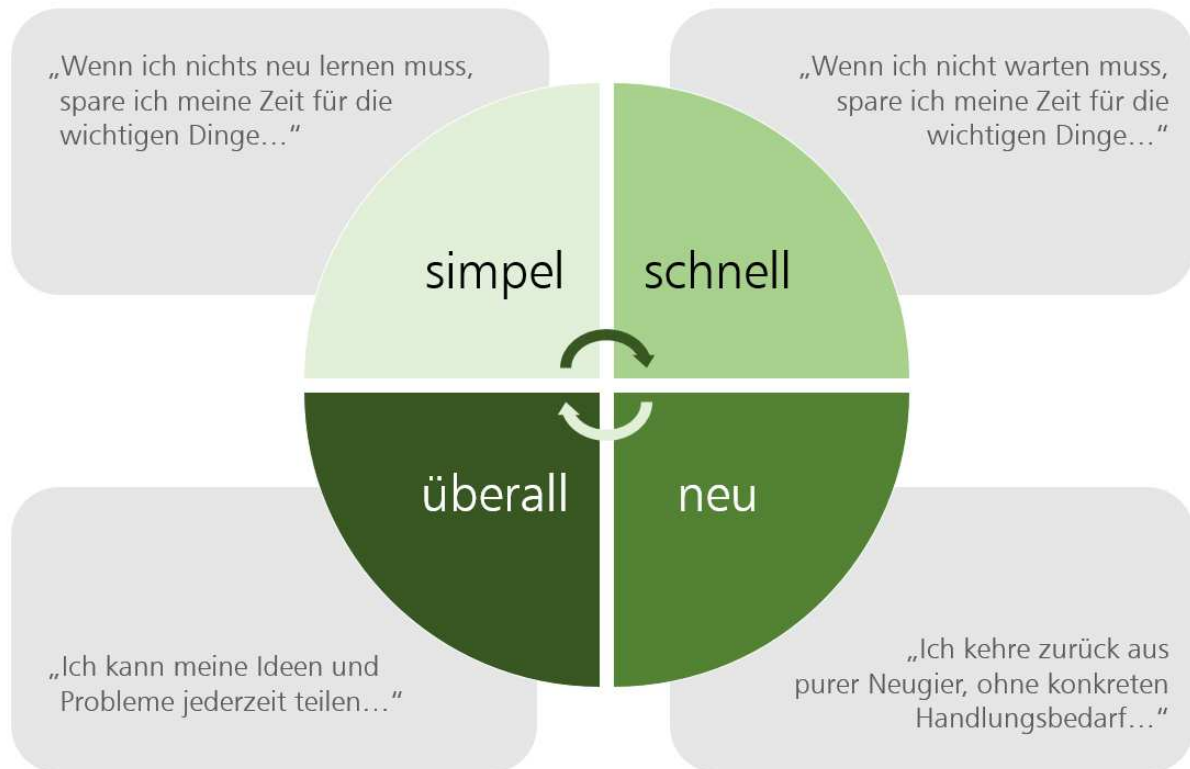 „Wenn ich nichts neu lernen muss,
spare ich meine Zeit für die
wichtigen Dinge…“
„Wenn ich nicht warten muss,
spare ich meine Zeit für die
wichtigen Dinge…“
simpel
schnell
überall
neu
„Ich kann meine Ideen und
Probleme jederzeit teilen…“
„Ich kehre zurück aus
purer Neugier, ohne konkreten
Handlungsbedarf…“